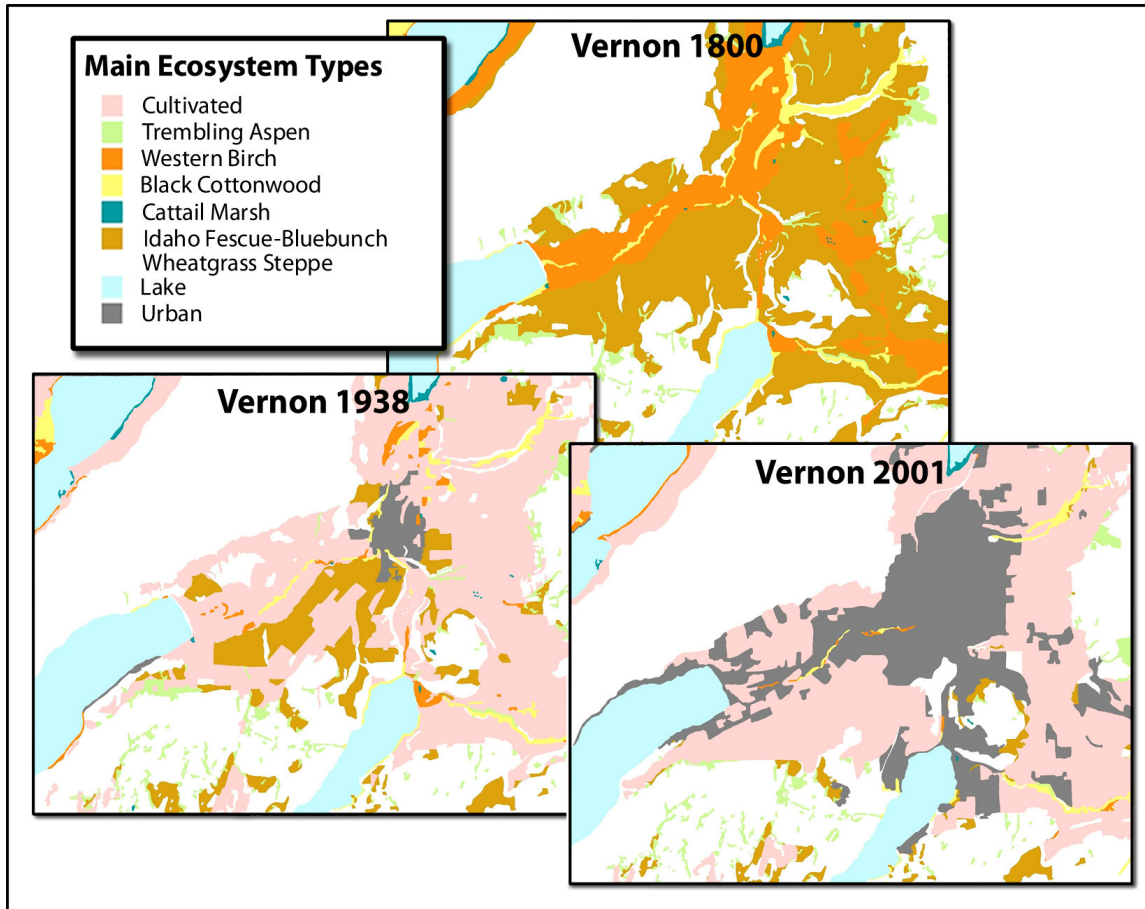 Vernon 1800
Main Ecosystem Types
Cultivated
Trembling Aspen
Western Birch
Black Cottonwood
Cattail Marsh
Idaho Fescue-Bluebunch
Wheatgrass Steppe
Lake
Urban
Vernon 1938
Vernon 2001